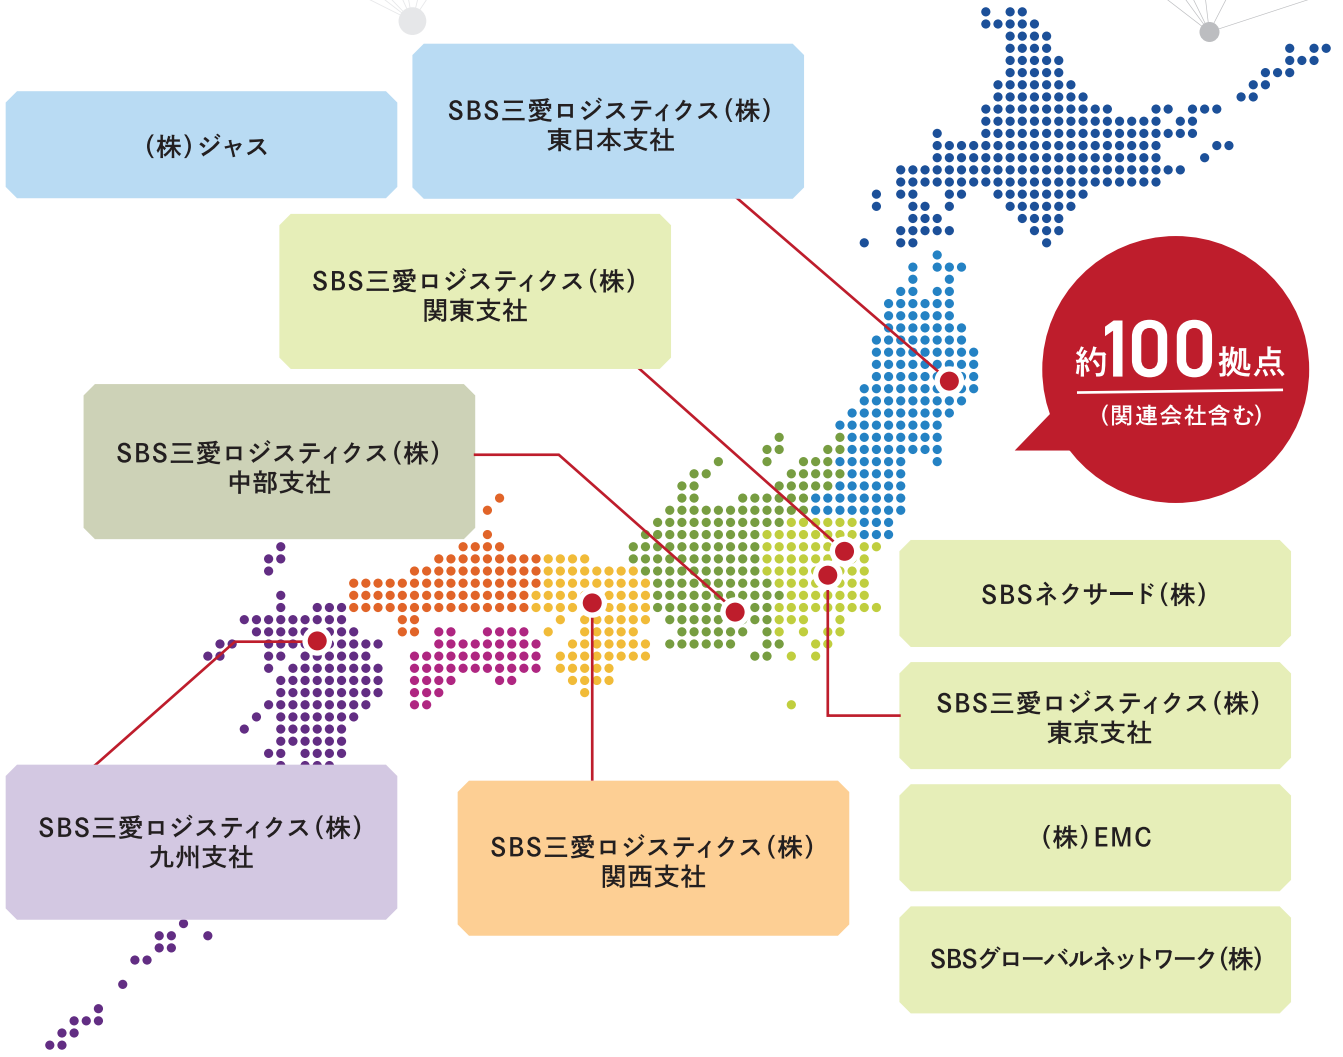 (株)ジャス
SBS三愛ロジスティクス(株)
東日本支社
SBS三愛ロジスティクス(株)
関東支社
約100拠点
(関連会社含む)
SBS三愛ロジスティクス(株)
中部支社
SBSネクサード(株)
SBS三愛ロジスティクス(株)
東京支社
SBS三愛ロジスティクス(株)
九州支社
SBS三愛ロジスティクス(株)
関西支社
(株)EMC
SBSグローバルネットワーク(株)